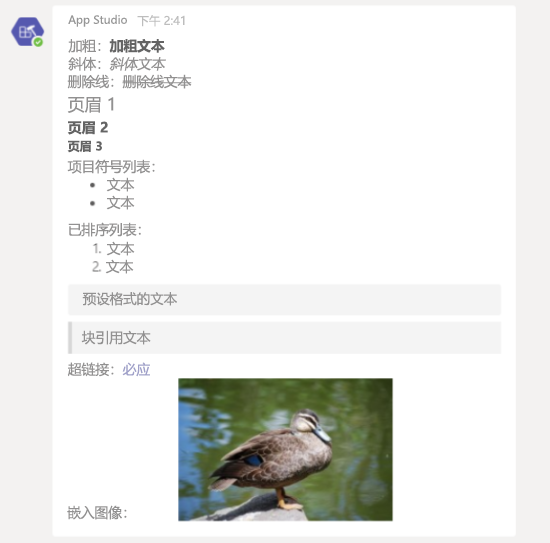 App Studio 下午 2:41
加粗：加粗文本
斜体：斜体文本
删除线：删除线文本
页眉 1
页眉 2
页眉 3
项目符号列表：
• 文本
• 文本
已排序列表：
1. 文本
2. 文本
预设格式的文本
块引用文本
超链接：必应
嵌入图像：